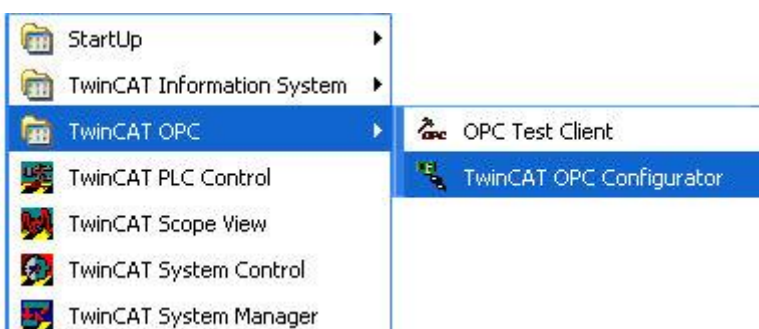 StartUp
TwinCAT Information System
TwinCAT OPC
OPC Test Client
TwinCAT PLC Control
TwinCAT OPC Configurator
TwinCAT Scope View
TwinCAT System Control
TwinCAT System Manager